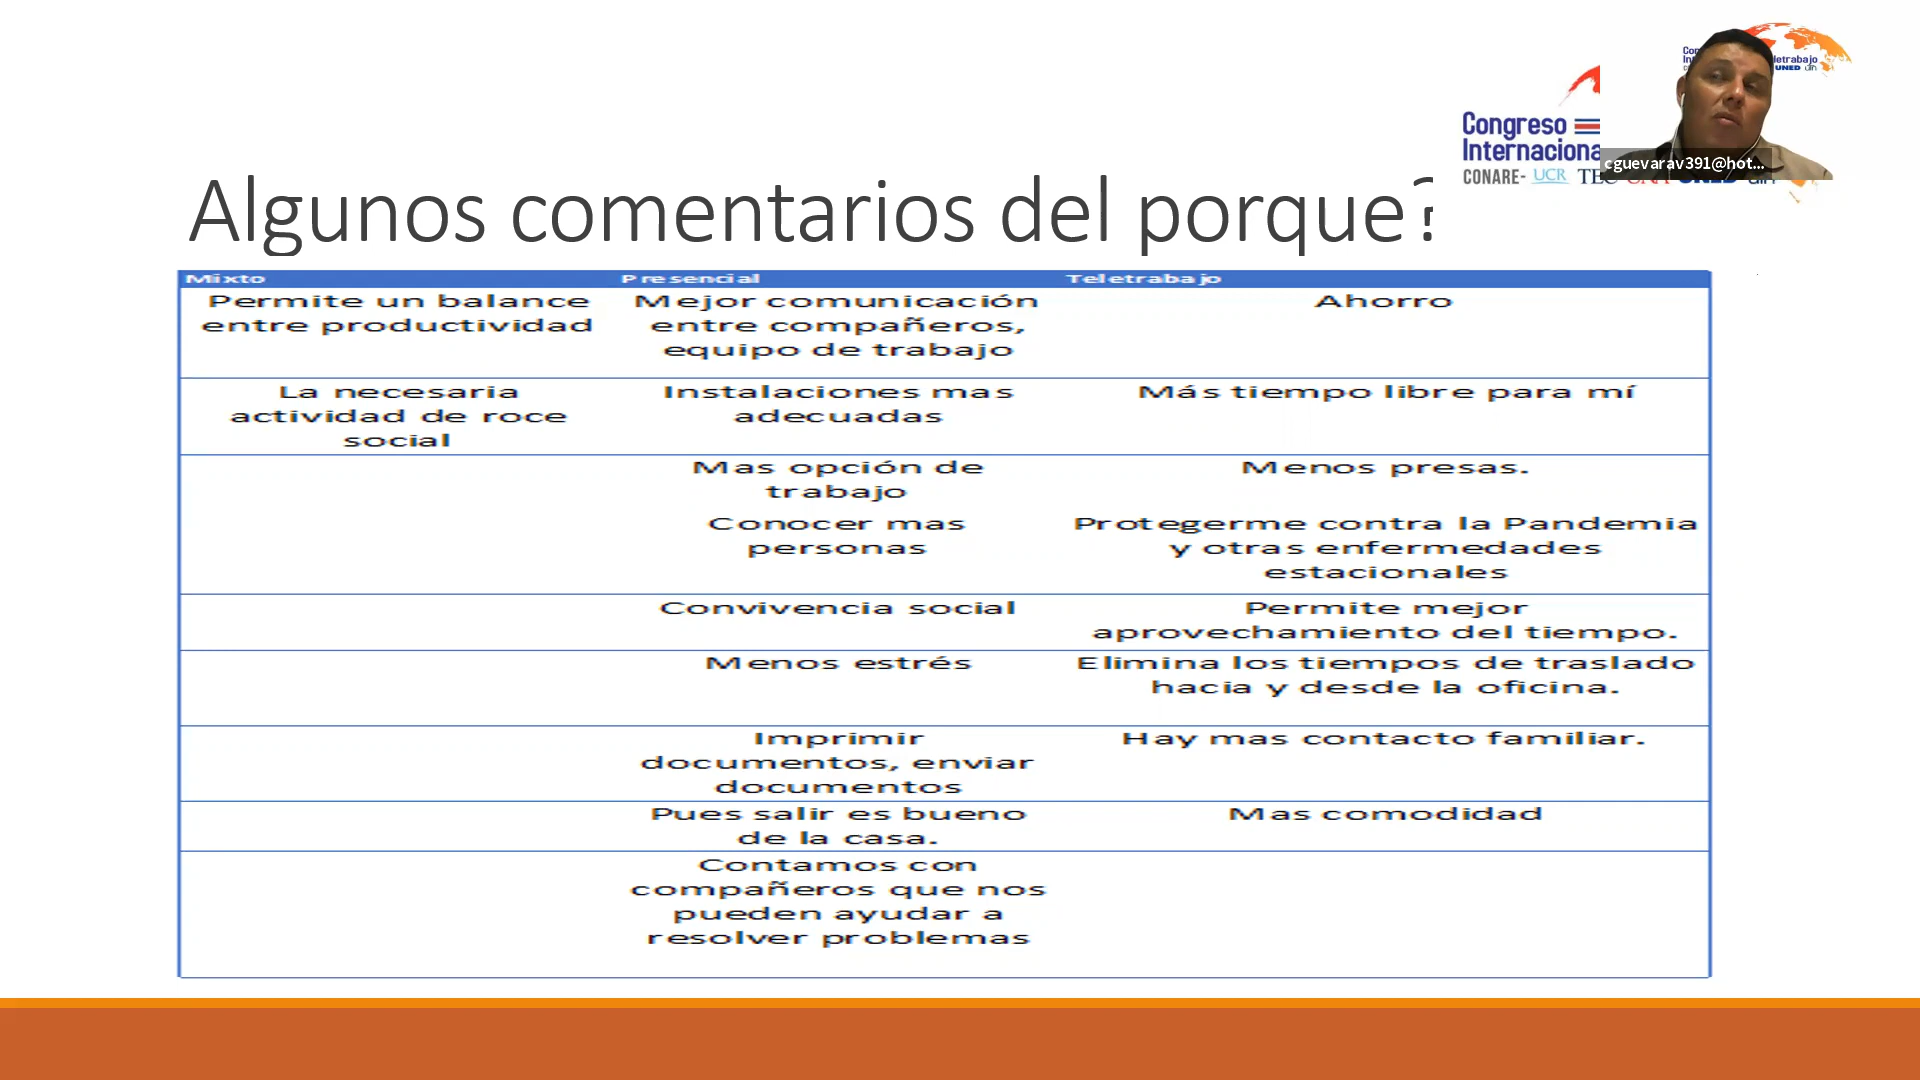 Congreso
Internaciona
CONARE- UCR TEC
letrabajo
UNED
cguevarav391@hot...
Algunos comentarios del porque?
Mixto Presencial Teletrabajo
Permite un balance
entre productividad
Mejor comunicación
entre compañeros,
equipo de trabajo
Ahorro
La necesaria
actividad de roce
social
Instalaciones mas
adecuadas
Más tiempo libre para mí
Mas opción de
trabajo
Menos presas.
Conocer mas
personas
Protegerme contra la Pandemia
y otras enfermedades
estacionales
Convivencia social
Permite mejor
aprovechamiento del tiempo.
Menos estrés
Elimina los tiempos de traslado
hacia y desde la oficina.
Imprimir
documentos, enviar
documentos
Hay mas contacto familiar.
Pues salir es bueno
de la casa.
Mas comodidad
Contamos con
compañeros que nos
pueden ayudar a
resolver problemas